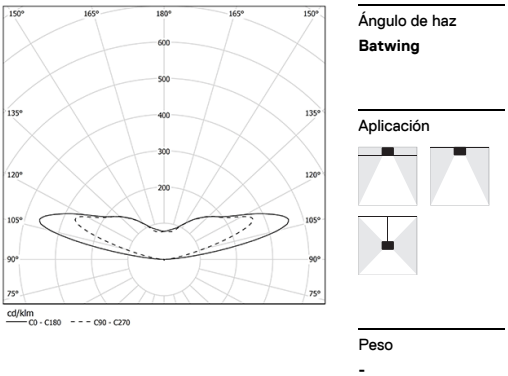 150° 165° 180° 165° 150°
600
500
135° 400 135°
300
120° 200 120°
105° 105°
90° 90°
75° 75°
cd/klm
C0 - C180 C90 - C270
Ángulo de haz
Batwing
Aplicación
Peso
-